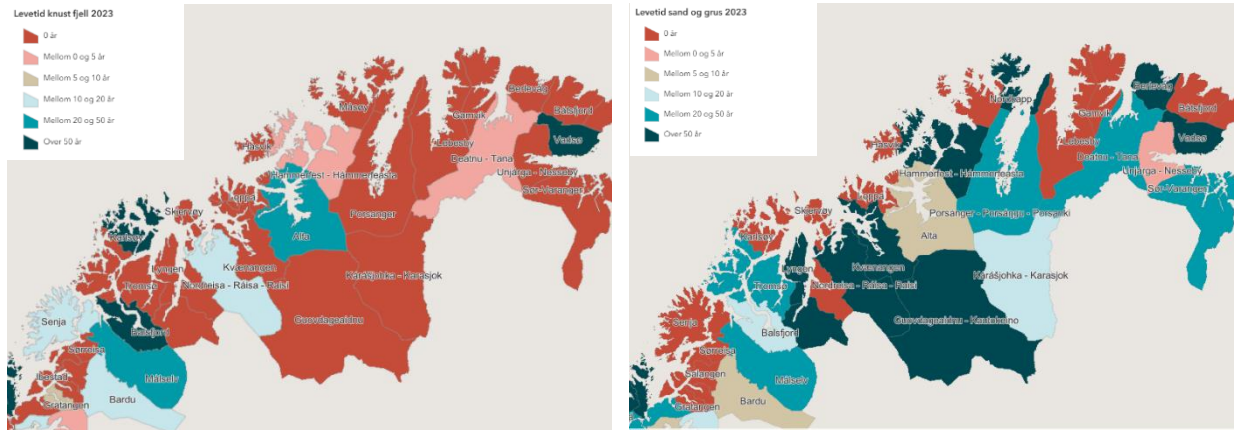 Levetid knust fjell 2023
0 år
Mellom 0 og 5 år
Mellom 5 og 10 år
Mellom 10 og 20 år
Mellom 20 og 50 år
Over 50 år
Berlevåg
Båtsfjord
Måsøy
Gamvik
Vadsø
Hasvik
Lebesby
Deatnu - Tana
Unjárga - Nesseby
Hammerfest - Hámmerfeasta
Sør-Varanger
Loppa
Skjervøy
Porsanger
Karlsøy
Alta
Lyngen
Kvænangen
Kárášjohka - Karasjok
Tromsø
Nordreisa - Ráisa - Raisi
Senja
Guovdageaidnu
Balsfjord
Sørreisa
Målselv
Ibestad
Bardu
Gratangen
Levetid sand og grus 2023
0 år
Mellom 0 og 5 år
Mellom 5 og 10 år
Mellom 10 og 20 år
Mellom 20 og 50 år
Over 50 år
Berlevåg
Nordkapp
Båtsfjord
Gamvik
Vadsø
Hasvik
Lebesby
Deatnu - Tana
Unjárga - Nesseby
Hammerfest - Hámmerfeasta
Sør-Varanger
Loppa
Skjervøy
Porsanger - Porsáŋgu - Porsanki
Karlsøy
Alta
Lyngen
Kvænangen
Kárášjohka - Karasjok
Tromsø
Nordreisa - Ráisa - Raisi
Senja
Guovdageaidnu - Kautokeino
Balsfjord
Sørreisa
Salangen
Målselv
Bardu
Gratangen